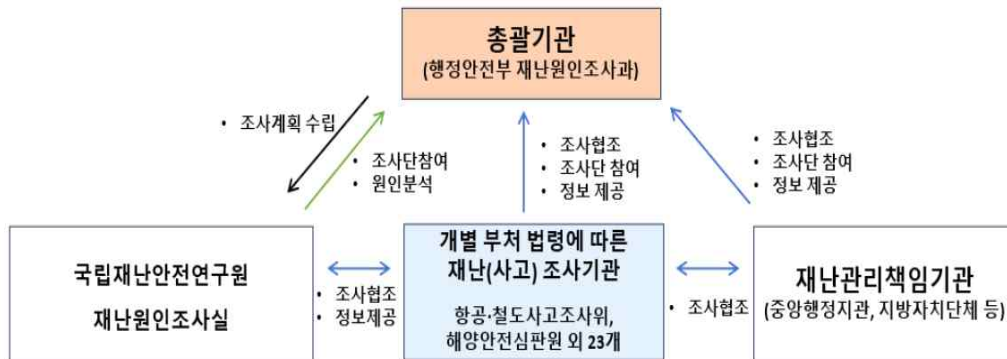 총괄기관
(행정안전부 재난원인조사과)
• 조사계획 수립
• 조사단참여
• 원인분석
• 조사협조
• 조사단 참여
• 정보 제공
• 조사협조
• 조사단 참여
• 정보 제공
국립재난안전연구원
재난원인조사실
• 조사협조
• 정보제공
개별 부처 법령에 따른
재난(사고) 조사기관
항공·철도사고조사위,
해양안전심판원 외 23개
• 조사협조
재난관리책임기관
(중앙행정지관, 지방자치단체 등)